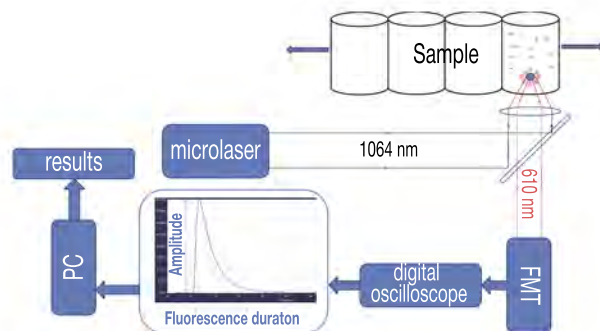 Sample
microlaser
1064 nm
results
610 nm
PC
Amplitude
Fluorescence duraton
digital
oscilloscope
FMT